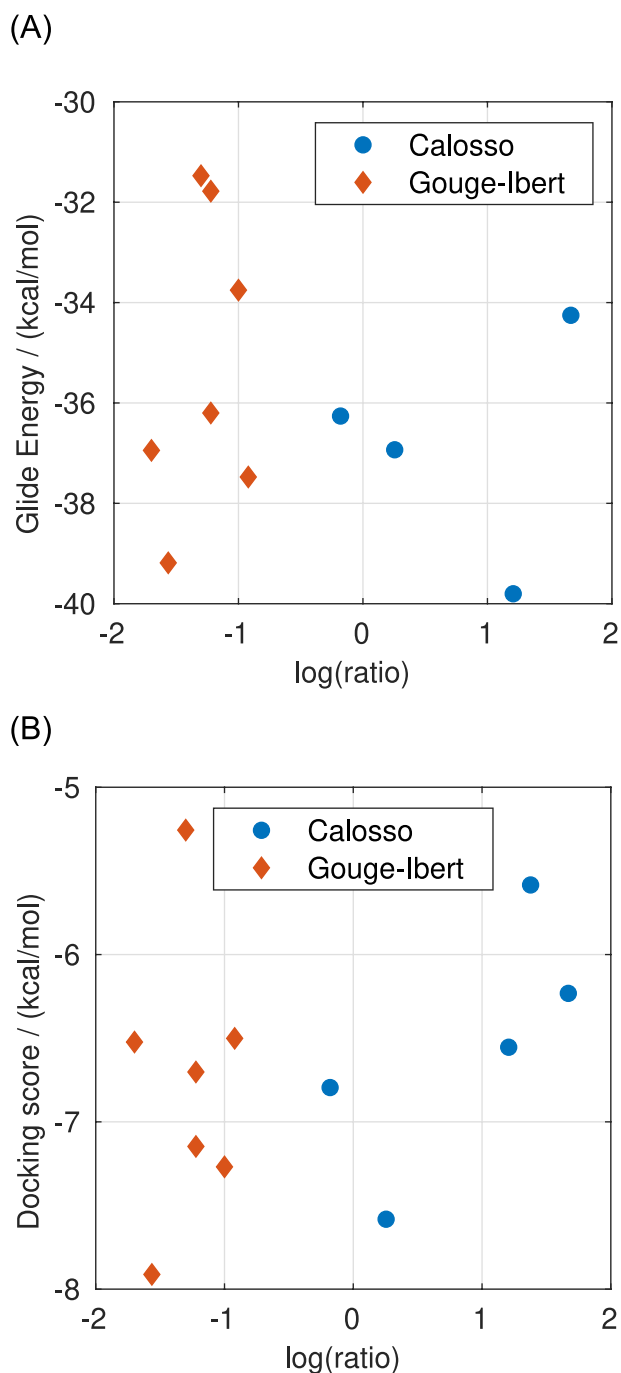 (A)
-30
-32
-34
-36
-38
-40
Glide Energy / (kcal/mol)
Calosso
Gouge-Ibert
-2 -1 0 1 2
log(ratio)
(B)
-5
-6
-7
-8
Docking score / (kcal/mol)
Calosso
Gouge-Ibert
-2 -1 0 1 2
log(ratio)